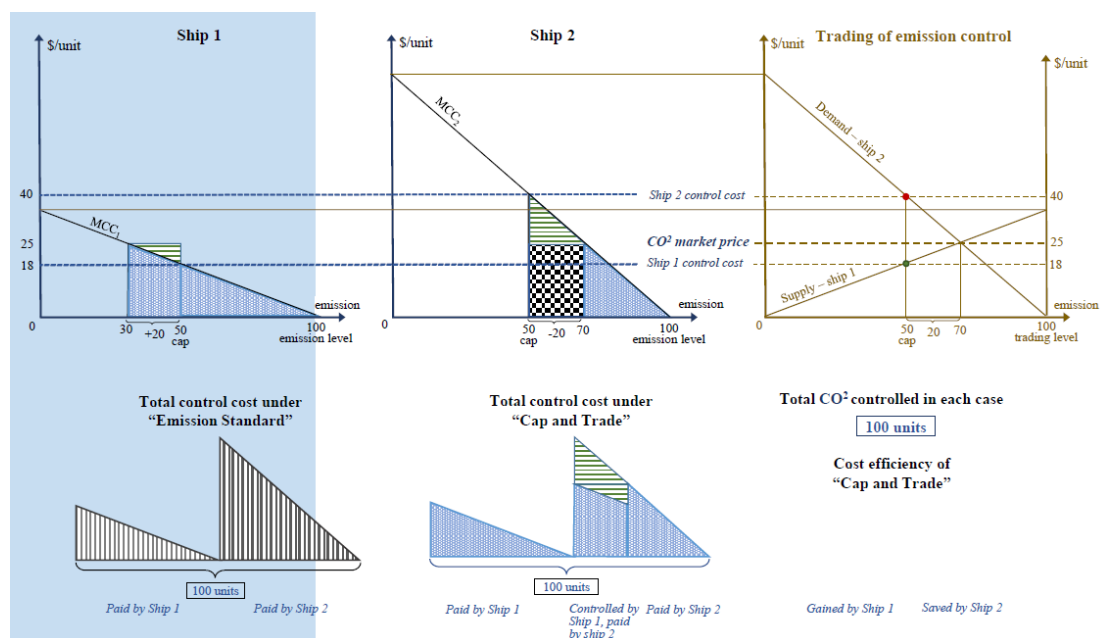 Ship 1
$/unit
40
25
18
MCC1
emission
0
30
+20
50
cap
100
emission level
Ship 2
$/unit
MCC2
emission
0
50
cap
-20
70
100
emission level
Ship 2 control cost
CO² market price
Ship 1 control cost
Trading of emission control
$/unit
$/unit
Demand – ship 2
Supply – ship 1
40
25
18
emission
0
50
cap
20
70
100
trading level
Total control cost under
“Emission Standard”
100 units
Paid by Ship 1
Paid by Ship 2
Total control cost under
“Cap and Trade”
100 units
Paid by Ship 1
Controlled by
Ship 1, paid
by ship 2
Paid by Ship 2
Total CO² controlled in each case
100 units
Cost efficiency of
“Cap and Trade”
Gained by Ship 1
Saved by Ship 2